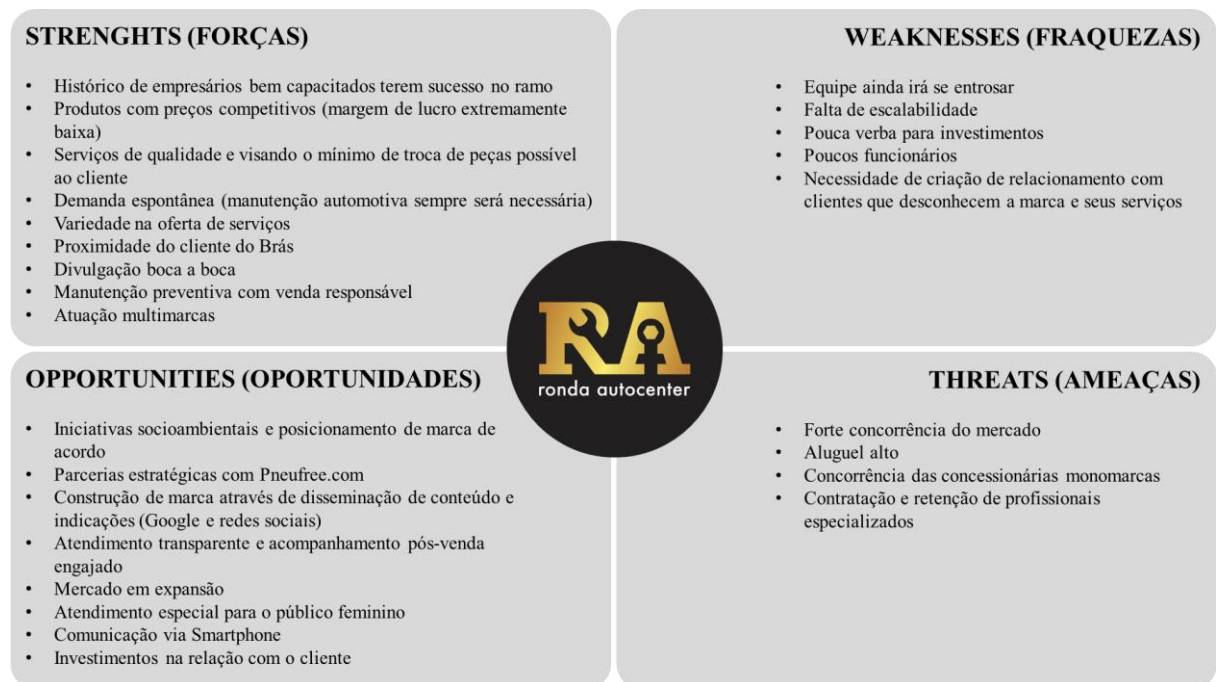 STRENGHTS (FORÇAS)
• Histórico de empresários bem capacitados terem sucesso no ramo
• Produtos com preços competitivos (margem de lucro extremamente
baixa)
• Serviços de qualidade e visando o mínimo de troca de peças possível
ao cliente
• Demanda espontânea (manutenção automotiva sempre será necessária)
• Variedade na oferta de serviços
• Proximidade do cliente do Brás
• Divulgação boca a boca
• Manutenção preventiva com venda responsável
• Atuação multimarcas
WEAKNESSES (FRAQUEZAS)
• Equipe ainda irá se entrosar
• Falta de escalabilidade
• Pouca verba para investimentos
• Poucos funcionários
• Necessidade de criação de relacionamento com
clientes que desconhecem a marca e seus serviços
RA
ronda autocenter
OPPORTUNITIES (OPORTUNIDADES)
• Iniciativas socioambientais e posicionamento de marca de
acordo
• Parcerias estratégicas com Pneufree.com
• Construção de marca através de disseminação de conteúdo e
indicações (Google e redes sociais)
• Atendimento transparente e acompanhamento pós-venda
engajado
• Mercado em expansão
• Atendimento especial para o público feminino
• Comunicação via Smartphone
• Investimentos na relação com o cliente
THREATS (AMEAÇAS)
• Forte concorrência do mercado
• Aluguel alto
• Concorrência das concessionárias monomarcas
• Contratação e retenção de profissionais
especializados